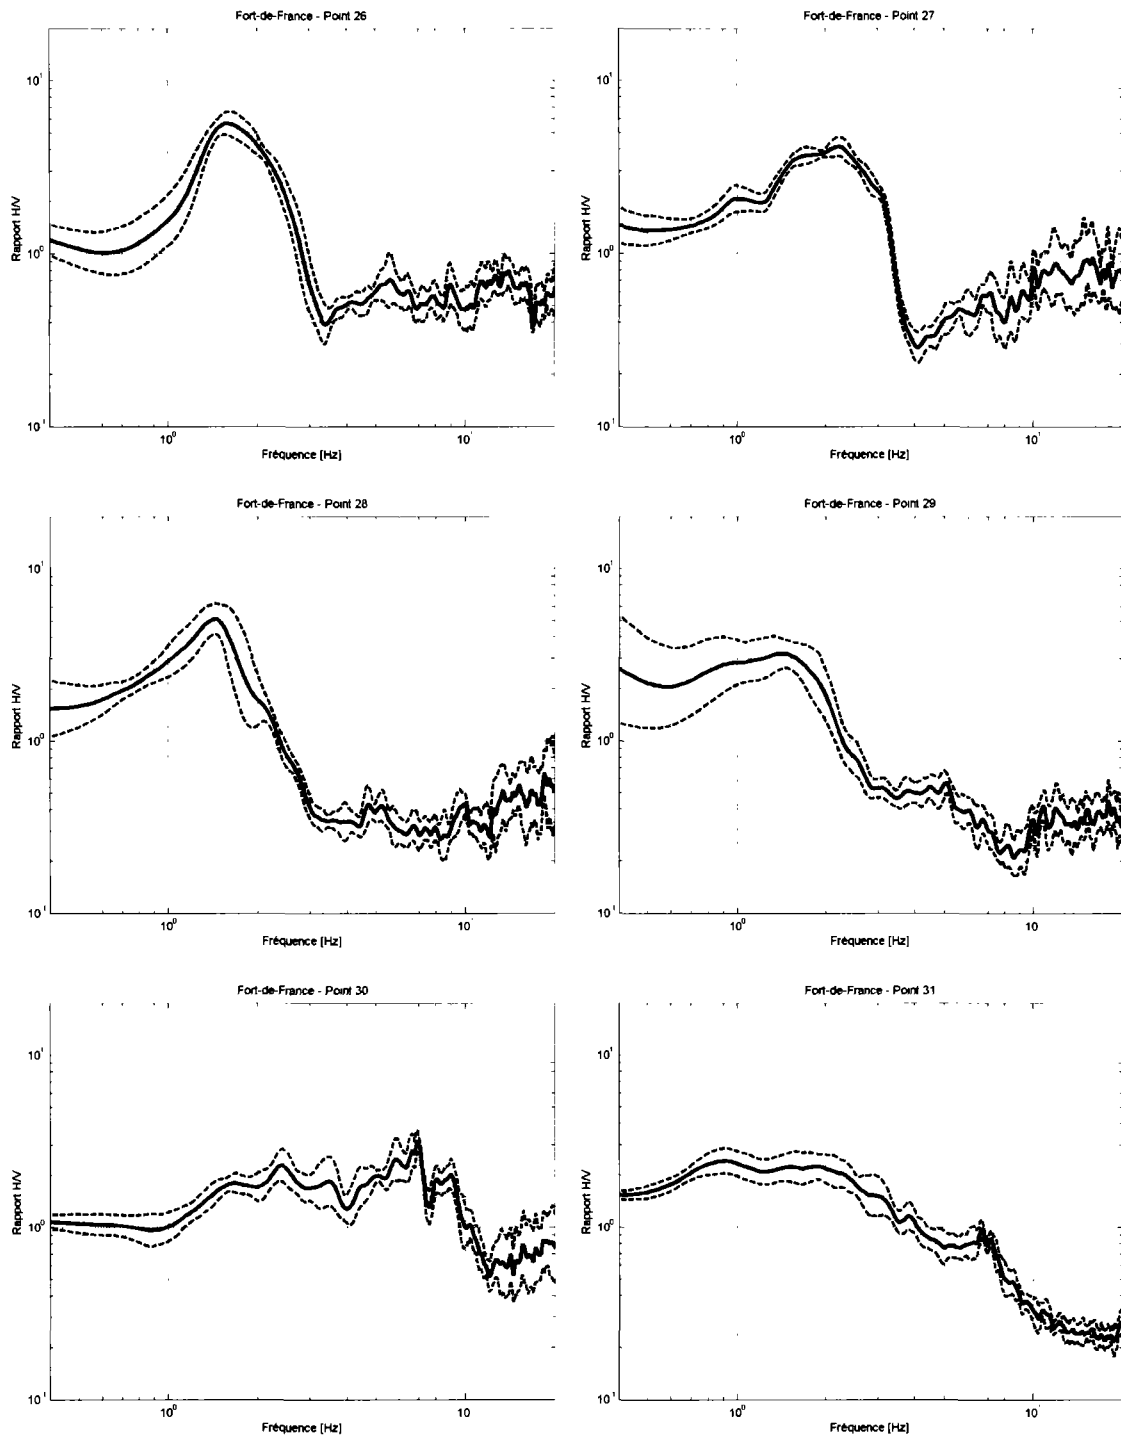 Fort-de-France - Point 26
Rapport H/V
10¹
10⁰
10⁻¹
10⁰
10¹
Fréquence [Hz]
Fort-de-France - Point 27
Rapport H/V
10¹
10⁰
10⁻¹
10⁰
10¹
Fréquence [Hz]
Fort-de-France - Point 28
Rapport H/V
10¹
10⁰
10⁻¹
10⁰
10¹
Fréquence [Hz]
Fort-de-France - Point 29
Rapport H/V
10¹
10⁰
10⁻¹
10⁰
10¹
Fréquence [Hz]
Fort-de-France - Point 30
Rapport H/V
10¹
10⁰
10⁻¹
10⁰
10
Fréquence [Hz]
Fort-de-France - Point 31
Rapport H/V
10¹
10⁰
10⁻¹
10⁰
10¹
Fréquence [Hz]